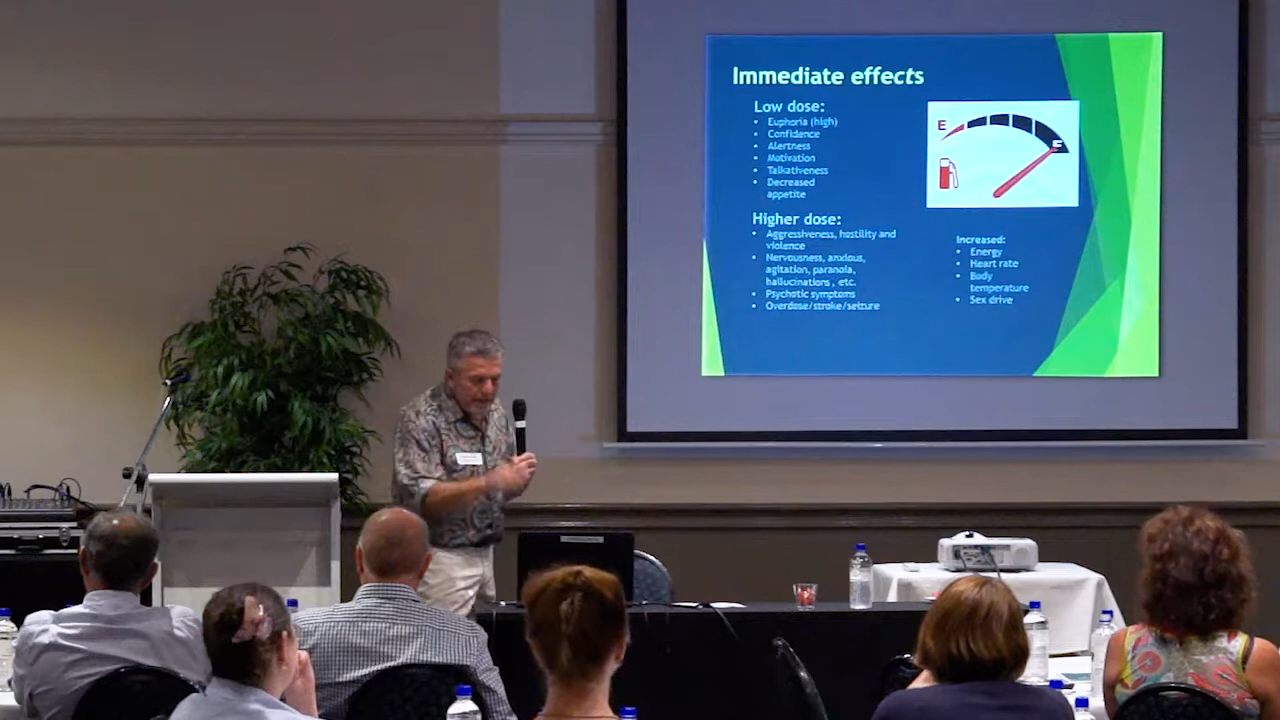 Immediate effects
Low dose:
• Euphoria (high)
• Confidence
• Alertness
• Motivation
• Talkativeness
• Decreased
appetite
Higher dose:
• Aggressiveness, hostility and
violence
• Nervousness, anxious,
agitation, paranoia,
hallucinations, etc.
• Psychotic symptoms
• Overdose/stroke/seizure
E
F
Increased:
• Energy
• Heart rate
• Body
temperature
• Sex drive